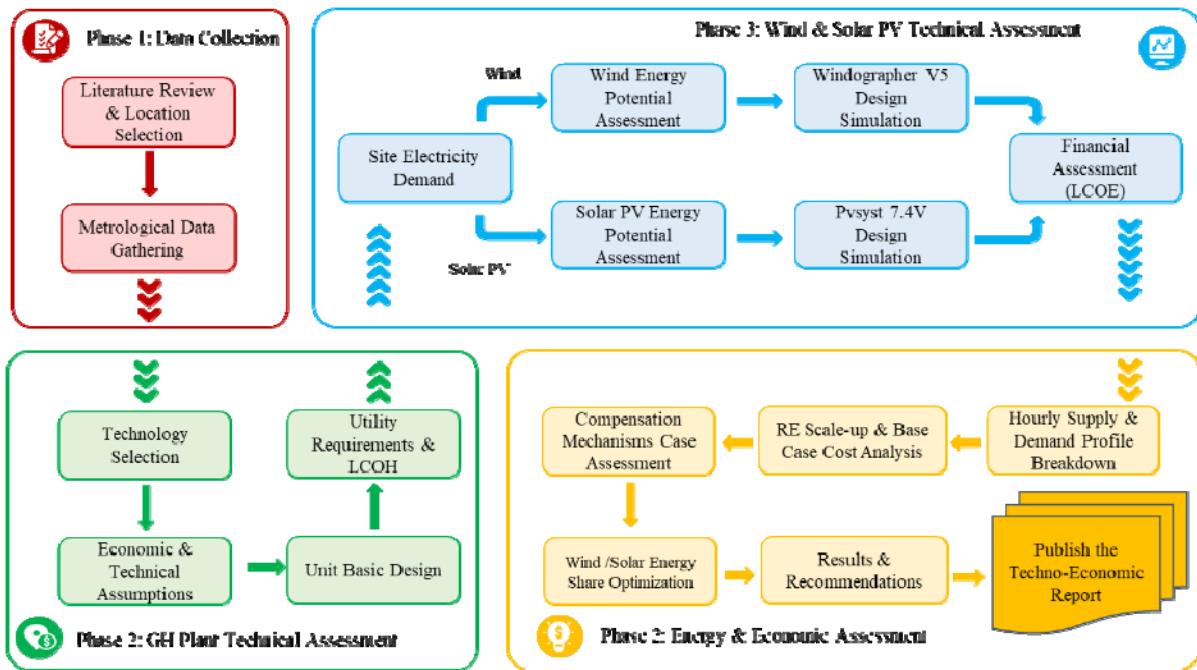 Phase 1: Data Collection
Literature Review
& Location
Selection
Metrological Data
Gathering
Phase 3: Wind & Solar PV Technical Assessment
Wind
Wind Energy
Potential
Assessment
Windographer V5
Design
Simulation
Site Electricity
Demand
Financial
Assessment
(LCOE)
Solar PV Energy
Potential
Assessment
Pvsyst 7.4V
Design
Simulation
Solar PV
Technology
Selection
Utility
Requirements &
LCOH
Economic &
Technical
Assumptions
Unit Basic Design
Phase 2: GH Plant Technical Assessment
Compensation
Mechanisms Case
Assessment
RE Scale-up & Base
Case Cost Analysis
Hourly Supply &
Demand Profile
Breakdown
Wind /Solar Energy
Share Optimization
Results &
Recommendations
Publish the
Techno-Economic
Report
Phase 2: Energy & Economic Assessment